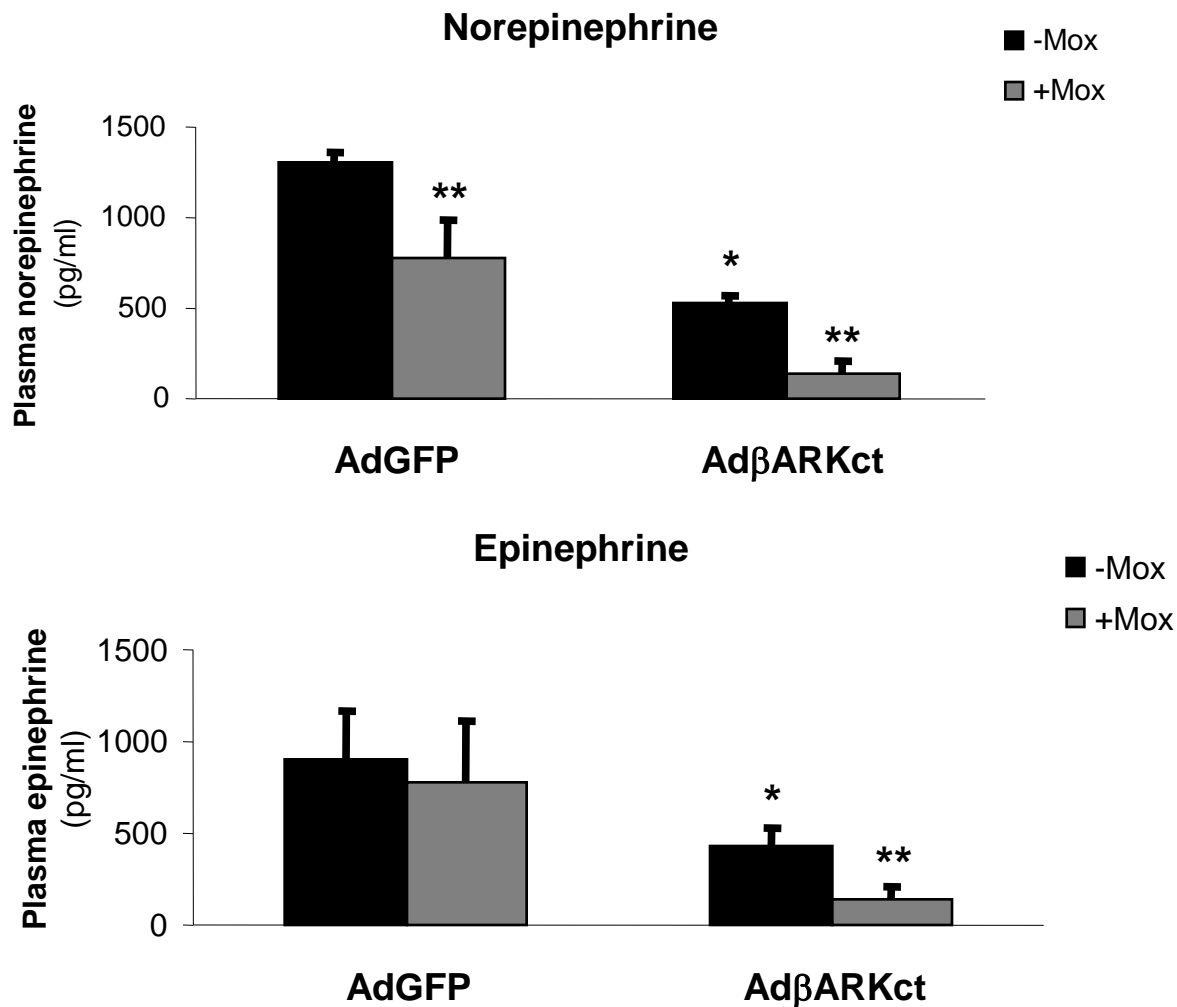 Norepinephrine
-Mox
+Mox
Plasma norepinephrine
(pg/ml)
1500
1000
500
0
**
*
**
AdGFP
AdβARKct
Epinephrine
-Mox
+Mox
Plasma epinephrine
(pg/ml)
1500
1000
500
0
*
**
AdGFP
AdβARKct